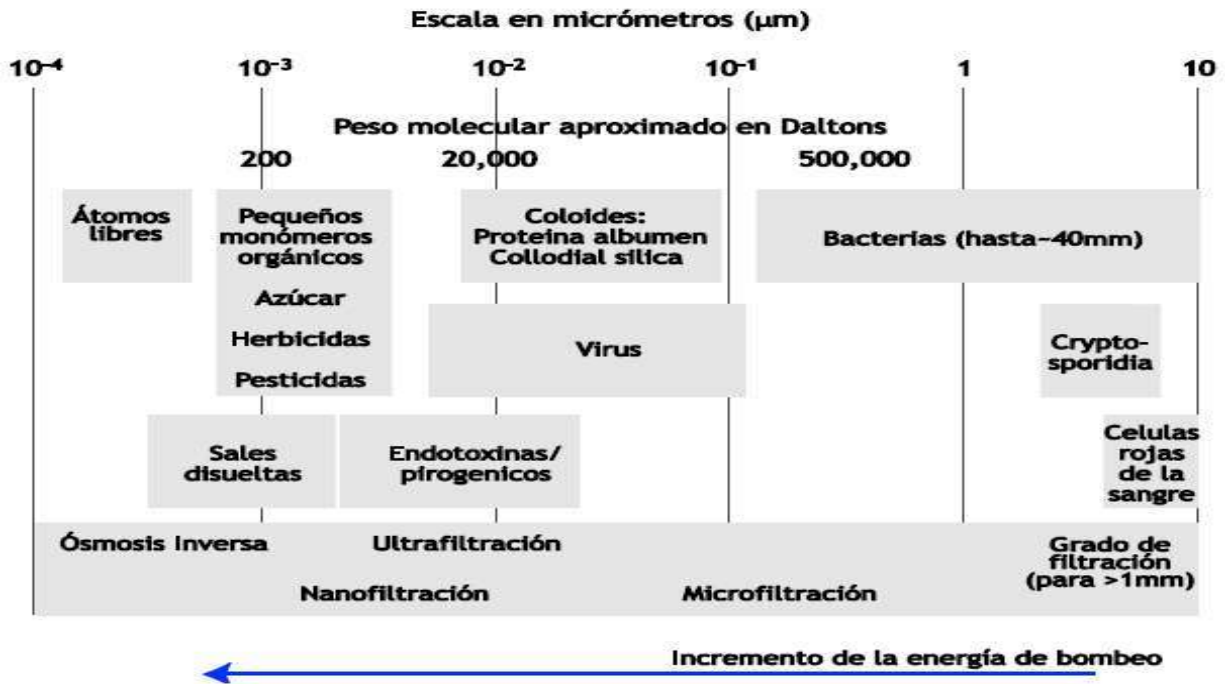 Escala en micrómetros (µm)
10⁻⁴ 10⁻³ 10⁻² 10⁻¹ 1 10
Peso molecular aproximado en Daltons
200 20,000 500,000
Átomos
libres
Pequeños
monómeros
orgánicos
Azúcar
Herbicidas
Pesticidas
Coloides:
Proteina albumen
Collodial silica
Bacterias (hasta~40mm)
Virus
Crypto-
sporidia
Sales
disueltas
Endotoxinas/
pirogenicos
Celulas
rojas
de la
sangre
Ósmosis Inversa
Nanofiltración
Ultrafiltración
Microfiltración
Grado de
filtración
(para >1mm)
Incremento de la energía de bombeo